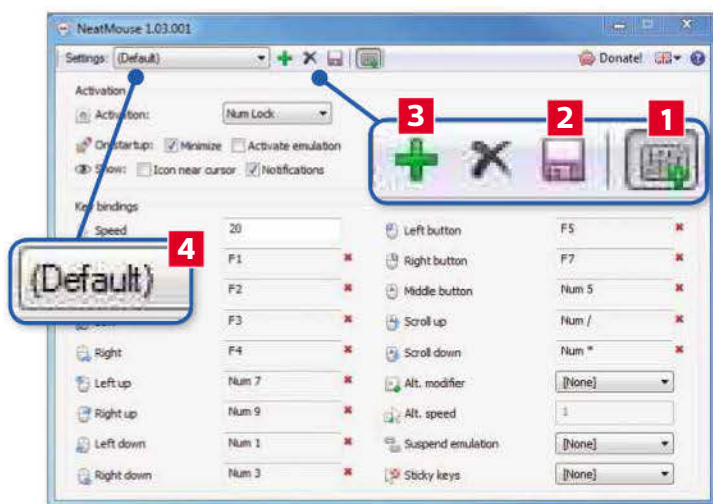 NeatMouse 1.03.001
Settings: (Default) Donate!
Activation
Activation: Num Lock
On startup: Minimize Activate emulation
Show: Icon near cursor Notifications
3 2 1
Key bindings
Speed 20
F1
F2
F3
Right F4
Left up Num 7
Right up Num 9
Left down Num 1
Right down Num 3
4
(Default)
Left button F5
Right button F7
Middle button Num 5
Scroll up Num /
Scroll down Num *
Alt. modifier [None]
Alt. speed 1
Suspend emulation [None]
Sticky keys [None]